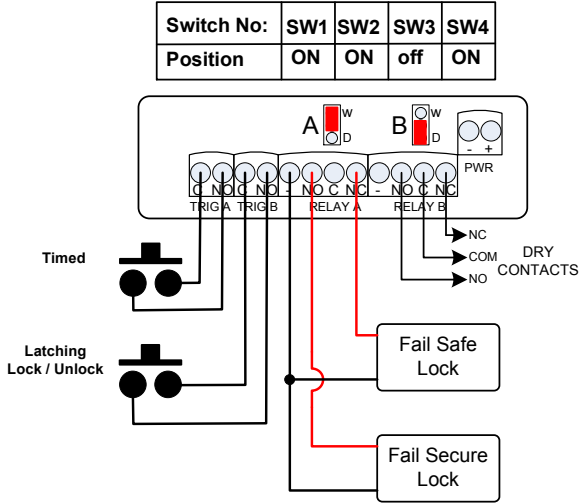 Switch No: SW1 SW2 SW3 SW4
Position ON ON off ON
A W D
B W D
- +
PWR
C NO C NO - NO C NC - NO C NC
TRIG A TRIG B RELAY A RELAY B
NC
COM
NO
DRY
CONTACTS
Timed
Latching
Lock / Unlock
Fail Safe
Lock
Fail Secure
Lock